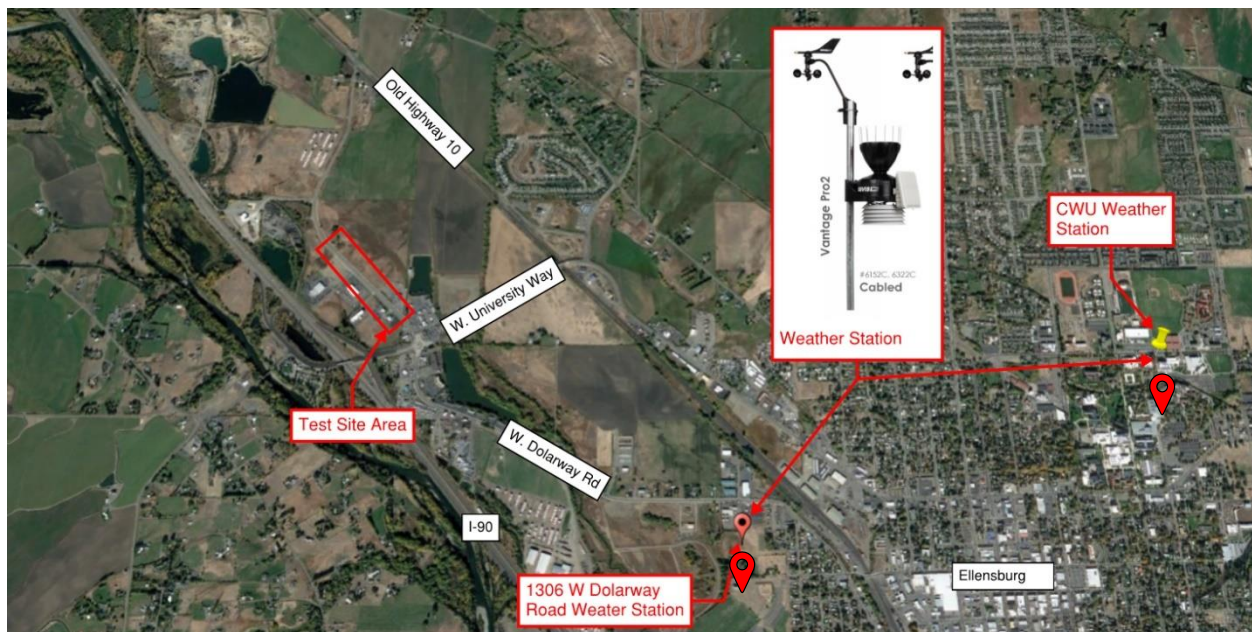 Old Highway 10
W. University Way
Test Site Area
W. Dolarway Rd
I-90
1306 W Dolarway
Road Weater Station
Vantage Pro2
#6152C, 6322C
Cabled
Weather Station
CWU Weather
Station
Ellensburg